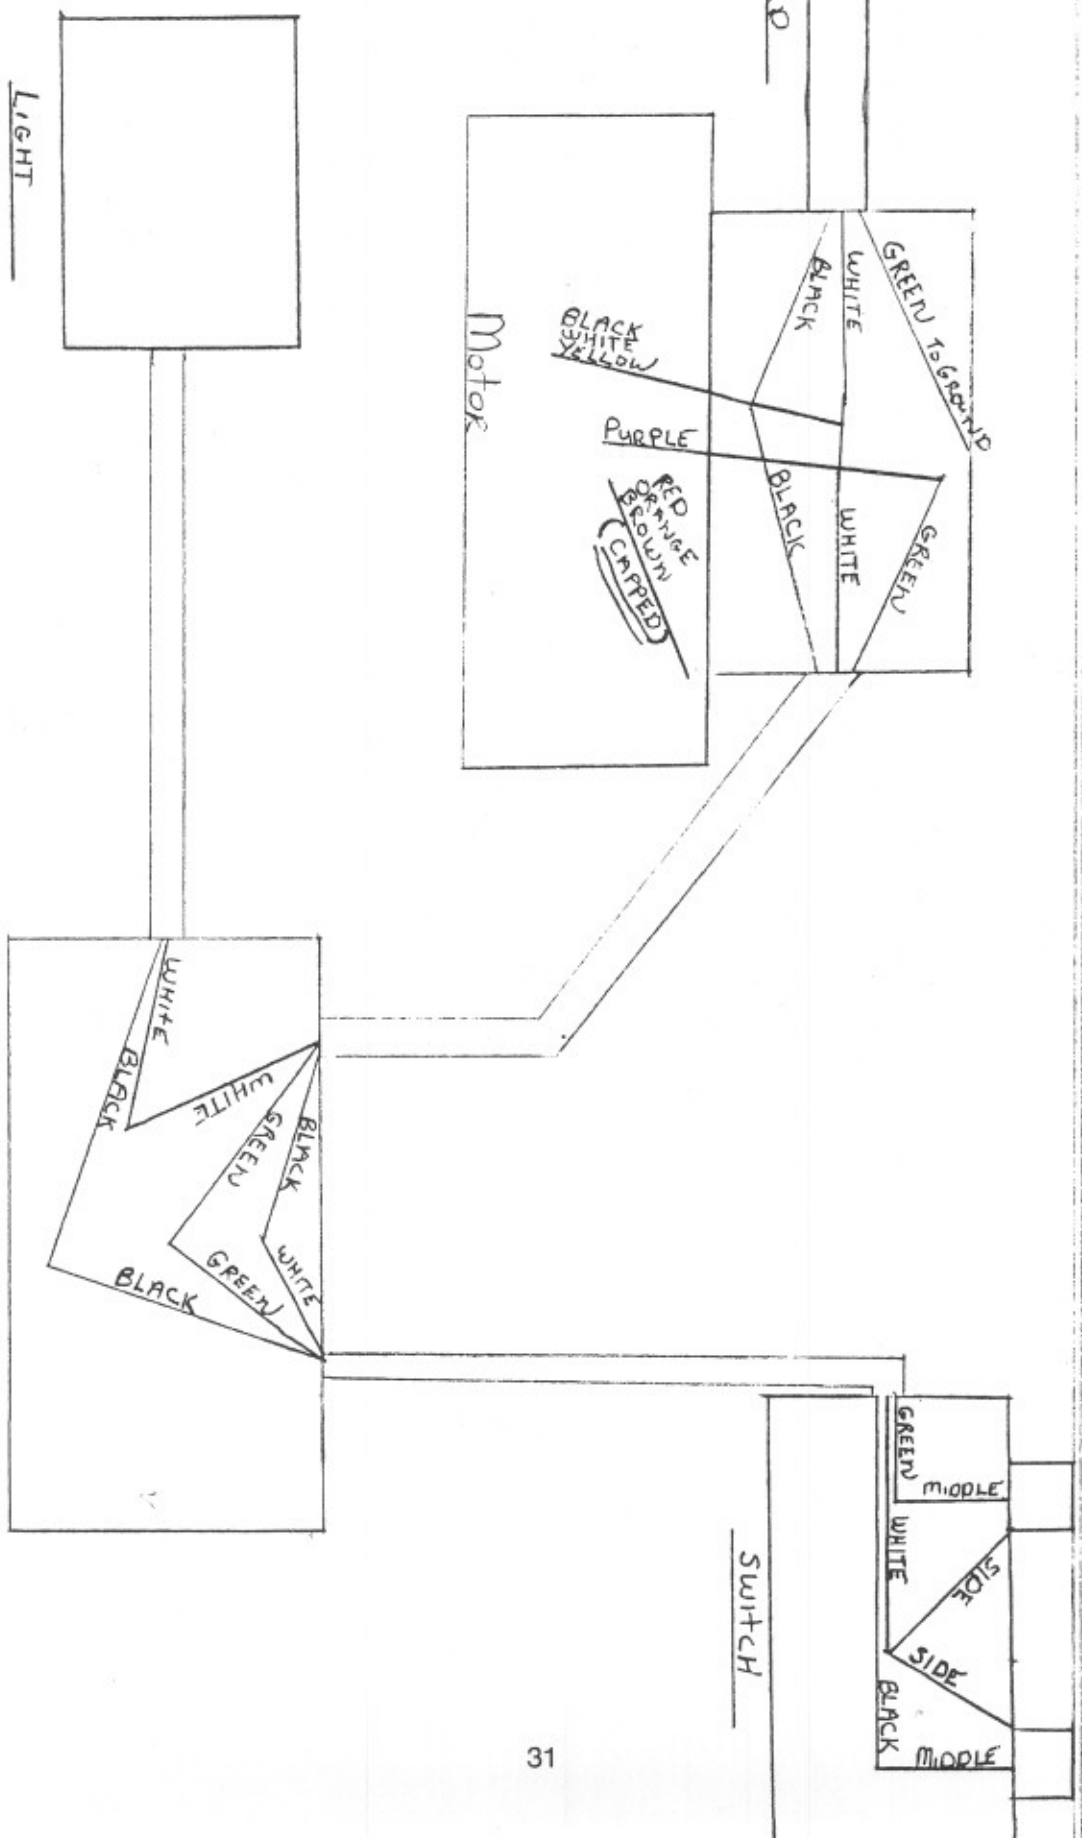 D
GREEN TO GROUND
WHITE
BLACK
BLACK
WHITE
YELLOW
PURPLE
RED
ORANGE
BROWN
(CAPPED)
BLACK
WHITE
GREEN
Motor
LIGHT
WHITE
BLACK
WHITE
GREEN
BLACK
WHITE
GREEN
BLACK
GREEN
MIDDLE
WHITE
SIDE
SIDE
BLACK
MIDDLE
SWITCH
31